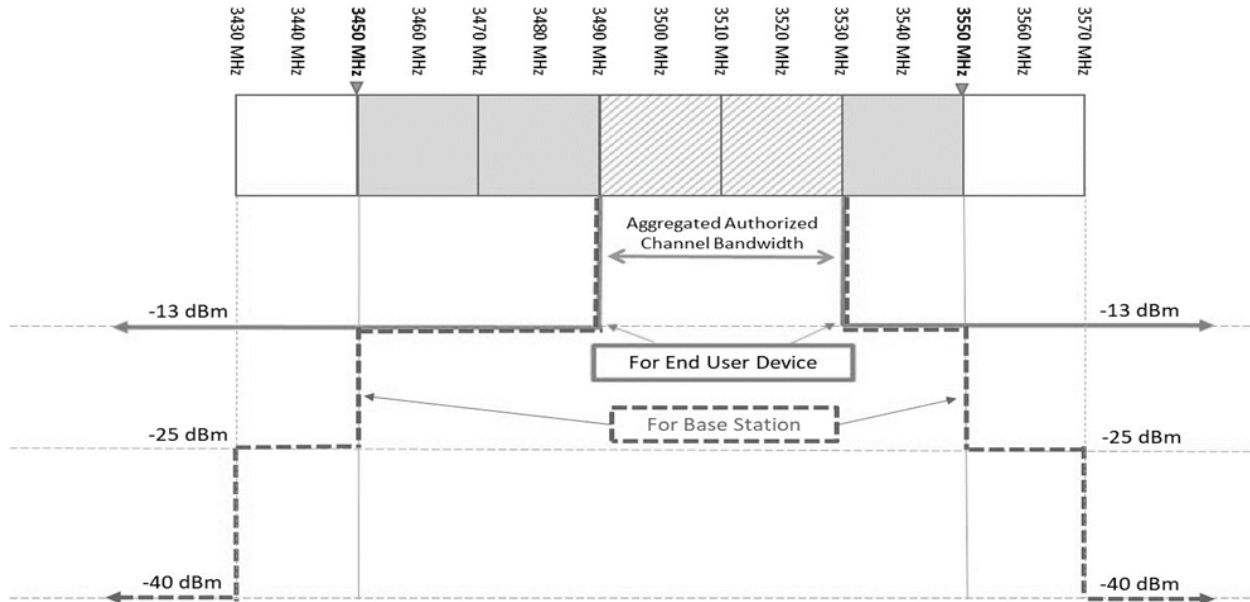 3430 MHz
3440 MHz
3450 MHz
3460 MHz
3470 MHz
3480 MHz
3490 MHz
3500 MHz
3510 MHz
3520 MHz
3530 MHz
3540 MHz
3550 MHz
3560 MHz
3570 MHz
Aggregated Authorized
Channel Bandwidth
-13 dBm
-13 dBm
For End User Device
For Base Station
-25 dBm
-25 dBm
-40 dBm
-40 dBm